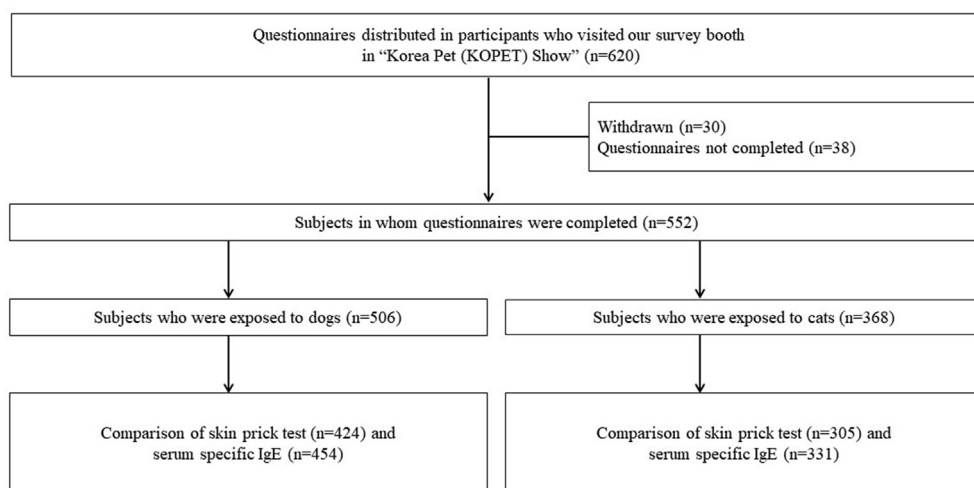 Questionnaires distributed in participants who visited our survey booth
in “Korea Pet (KOPET) Show” (n=620)
Withdrawn (n=30)
Questionnaires not completed (n=38)
Subjects in whom questionnaires were completed (n=552)
Subjects who were exposed to dogs (n=506)
Subjects who were exposed to cats (n=368)
Comparison of skin prick test (n=424) and
serum specific IgE (n=454)
Comparison of skin prick test (n=305) and
serum specific IgE (n=331)